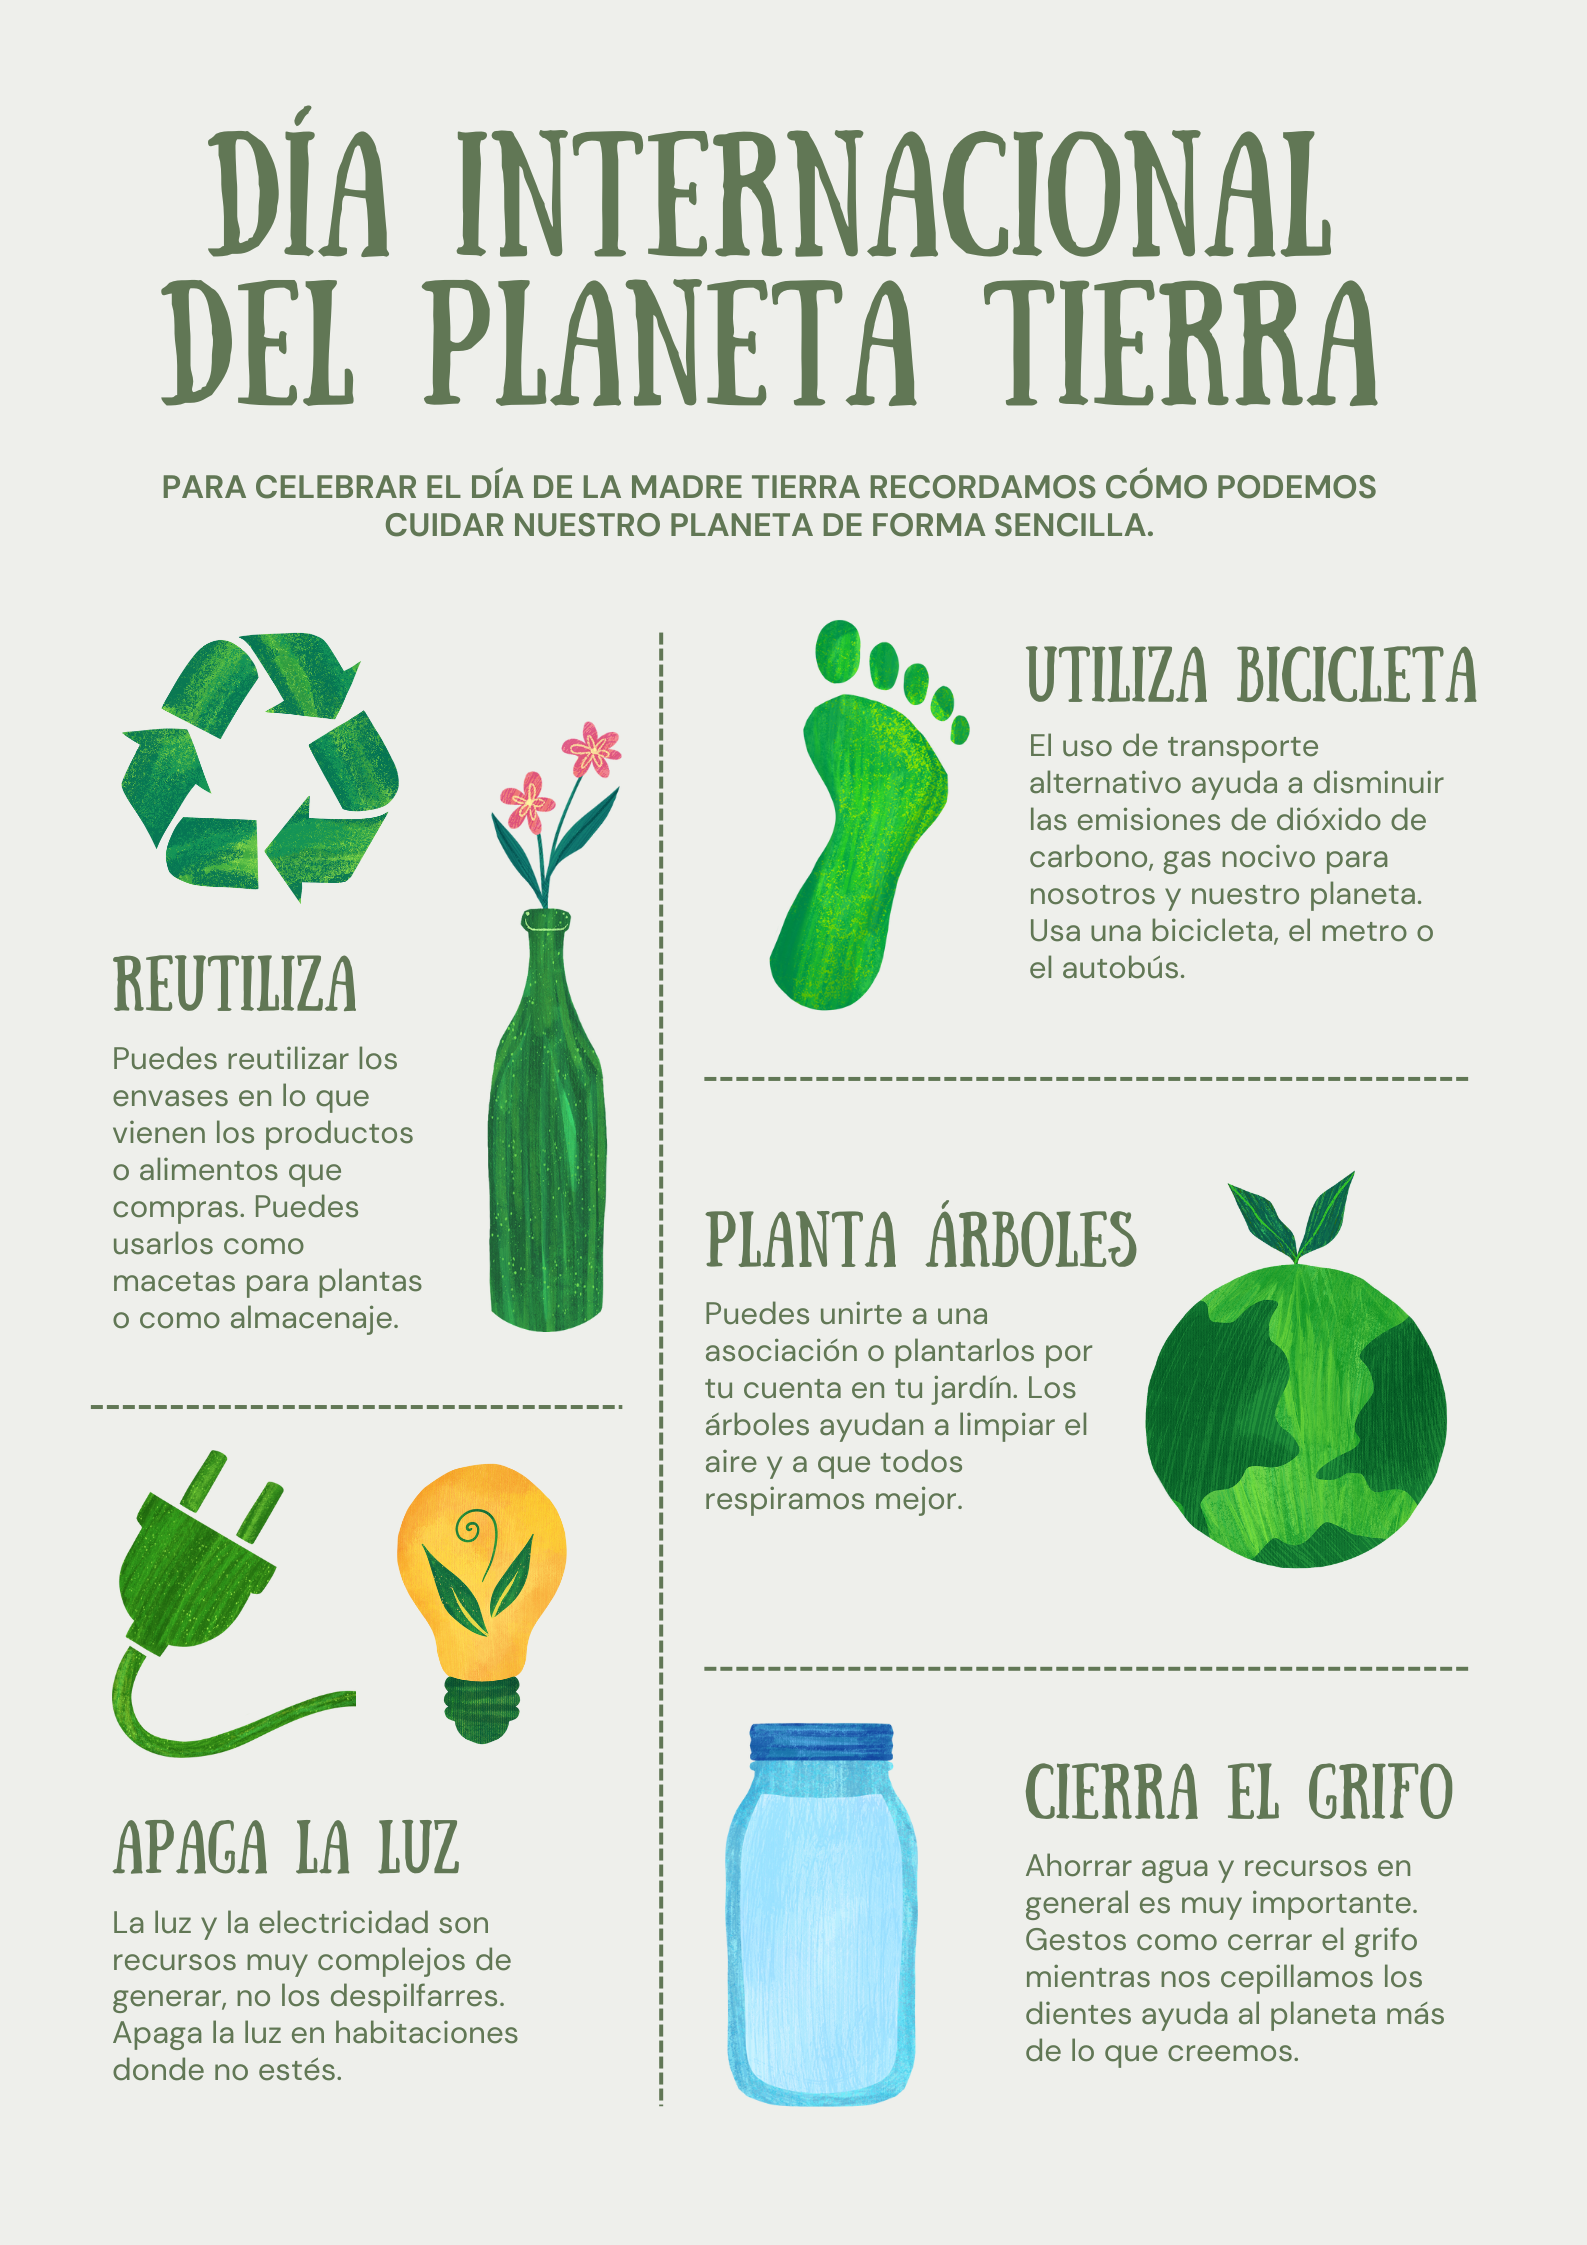 DÍA INTERNACIONAL
DEL PLANETA TIERRA
PARA CELEBRAR EL DÍA DE LA MADRE TIERRA RECORDAMOS CÓMO PODEMOS
CUIDAR NUESTRO PLANETA DE FORMA SENCILLA.
REUTILIZA
Puedes reutilizar los
envases en lo que
vienen los productos
o alimentos que
compras. Puedes
usarlos como
macetas para plantas
o como almacenaje.
APAGA LA LUZ
La luz y la electricidad son
recursos muy complejos de
generar, no los despilfarres.
Apaga la luz en habitaciones
donde no estés.
UTILIZA BICICLETA
El uso de transporte
alternativo ayuda a disminuir
las emisiones de dióxido de
carbono, gas nocivo para
nosotros y nuestro planeta.
Usa una bicicleta, el metro o
el autobús.
PLANTA ÁRBOLES
Puedes unirte a una
asociación o plantarlos por
tu cuenta en tu jardín. Los
árboles ayudan a limpiar el
aire y a que todos
respiramos mejor.
CIERRA EL GRIFO
Ahorrar agua y recursos en
general es muy importante.
Gestos como cerrar el grifo
mientras nos cepillamos los
dientes ayuda al planeta más
de lo que creemos.